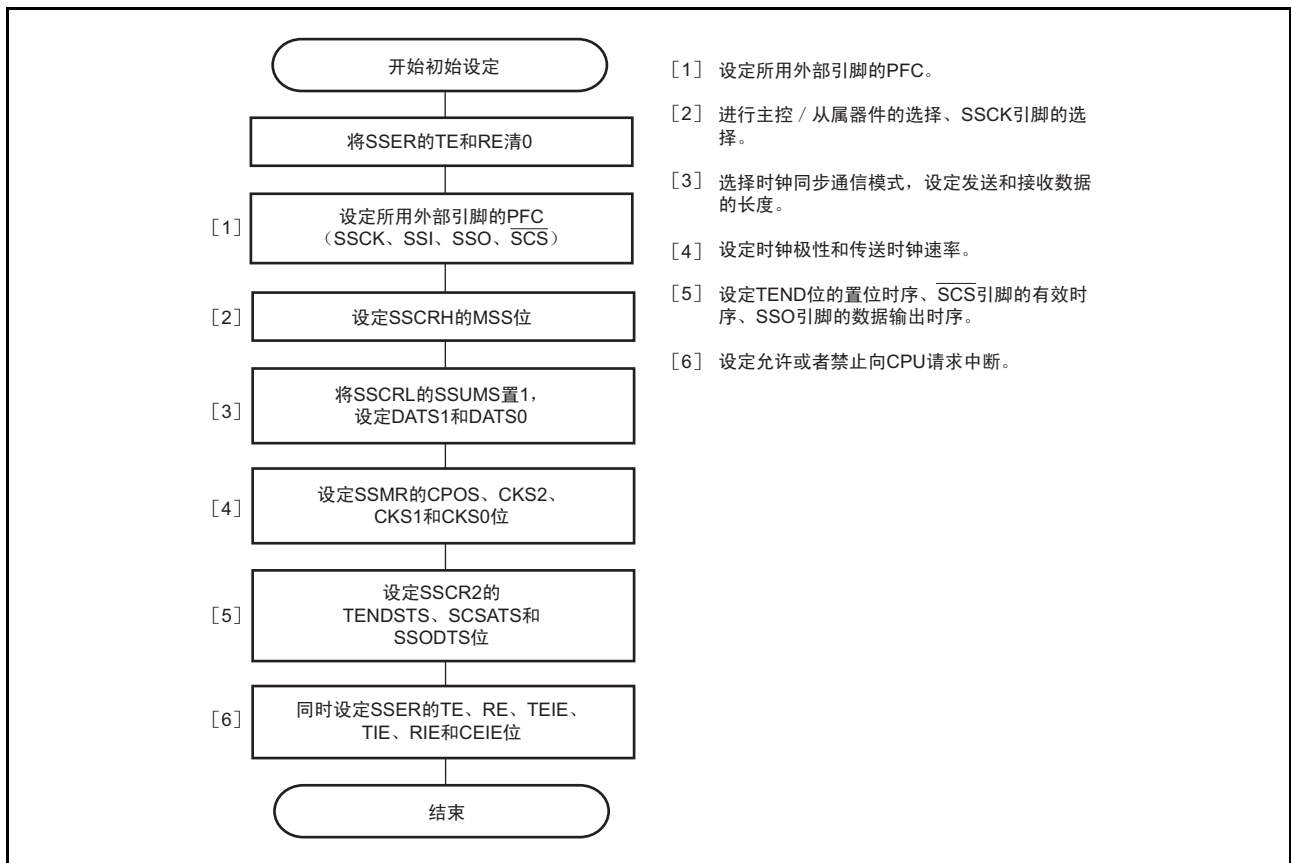 开始初始设定
将SSER的TE和RE清0
[1]
设定所用外部引脚的PFC
（SSCK、SSI、SSO、SCS）
[2]
设定SSCRH的MSS位
[3]
将SSCRL的SSUMS置1，
设定DATS1和DATS0
[4]
设定SSMR的CPOS、CKS2、
CKS1和CKS0位
[5]
设定SSCR2的
TENDSTS、SCSATS和
SSODTS位
[6]
同时设定SSER的TE、RE、TEIE、
TIE、RIE和CEIE位
结束
[1] 设定所用外部引脚的PFC。
[2] 进行主控／从属器件的选择、SSCK引脚的选
择。
[3] 选择时钟同步通信模式，设定发送和接收数据
的长度。
[4] 设定时钟极性和传送时钟速率。
[5] 设定TEND位的置位时序、SCS引脚的有效时
序、SSO引脚的数据输出时序。
[6] 设定允许或者禁止向CPU请求中断。